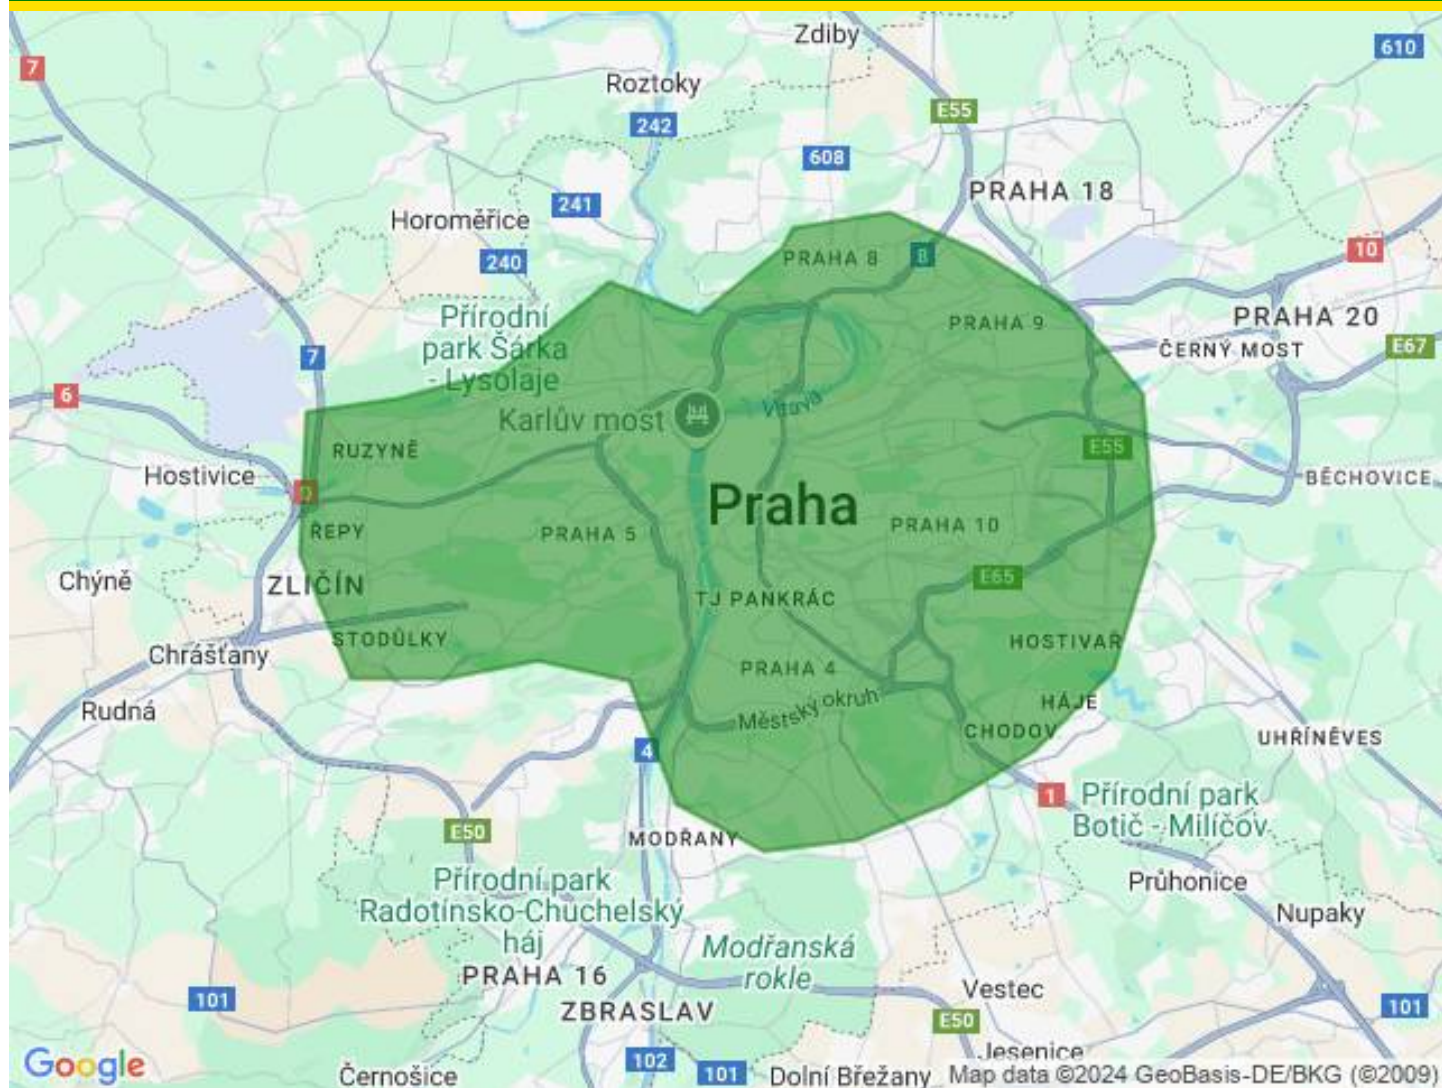 Zdiby
610
7
Roztoky
E55
242
608
PRAHA 18
241
Horoměřice
10
240
PRAHA 8
8
Přírodní
park Šárka
- Lysolaje
PRAHA 9
PRAHA 20
ČERNÝ MOST
E67
7
6
Karlův most
Vltava
RUZYNĚ
E55
Hostivice
BĚCHOVICE
Praha
ŘEPY
PRAHA 5
PRAHA 10
Chýně
ZLIČÍN
E65
TJ PANKRÁC
STODŮLKY
HOSTIVAŘ
Chrášťany
PRAHA 4
Rudná
Městský okruh
HÁJE
CHODOV
UHŘÍNĚVES
4
1
Přírodní park
Botič - Milíčov
E50
MODŘANY
Přírodní park
Radotínsko-Chuchelský
háj
Průhonice
Nupaky
Modřanská
rokle
PRAHA 16
Vestec
101
ZBRASLAV
101
E50
Jesenice
Google
Černošice
102
101
Dolní Břežany
Map data ©2024 GeoBasis-DE/BKG (©2009)